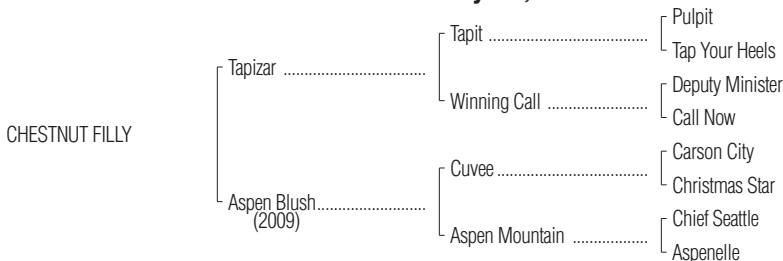 Pulpit
Tapit ........................................
Tap Your Heels
Tapizar ...................................
Deputy Minister
Winning Call .........................
Call Now
CHESTNUT FILLY
Carson City
Cuvee ......................................
Christmas Star
Aspen Blush...........................
(2009)
Chief Seattle
Aspen Mountain ...................
Aspenelle